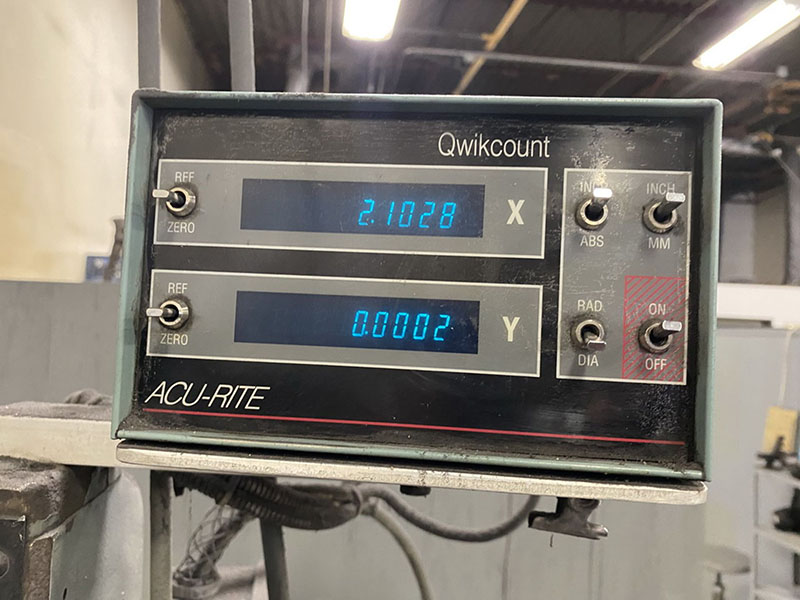 Qwikcount
REF
2.1028 X
ZERO
INCR
ABS
INCH
MM
REF
0.0002 Y
ZERO
RAD
DIA
ON
OFF
ACU-RITE